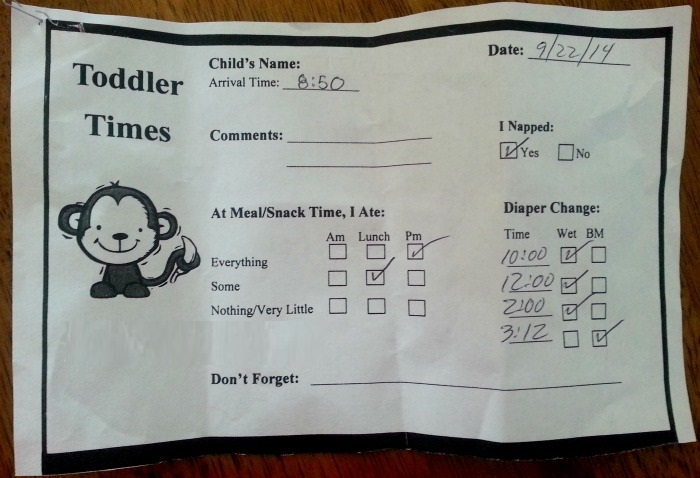 Toddler
Times
Child's Name:
Arrival Time: 8:50
Date: 9/22/14
Comments:
I Napped:
Yes No
At Meal/Snack Time, I Ate:
Am Lunch Pm
Everything
Some
Nothing/Very Little
Diaper Change:
Time Wet BM
10:00
12:00
2:00
3:12
Don't Forget: